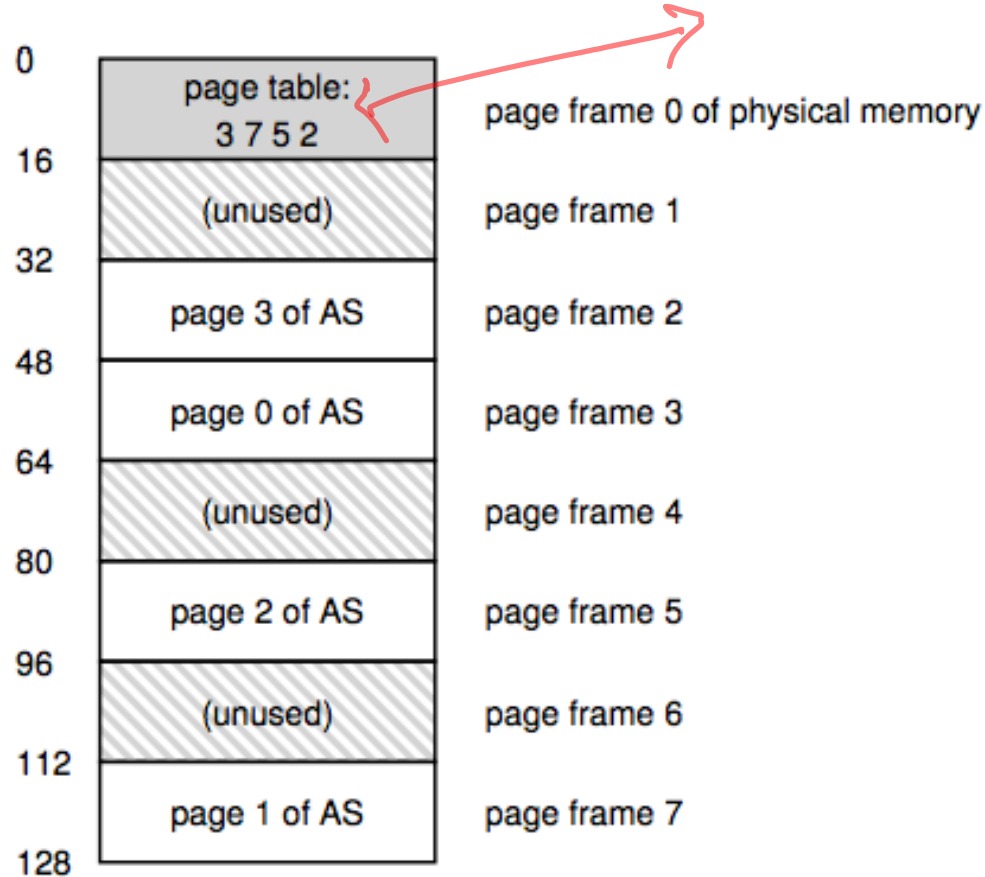 0
page table:
3 7 5 2
page frame 0 of physical memory
16
(unused)
page frame 1
32
page 3 of AS
page frame 2
48
page 0 of AS
page frame 3
64
(unused)
page frame 4
80
page 2 of AS
page frame 5
96
(unused)
page frame 6
112
page 1 of AS
page frame 7
128